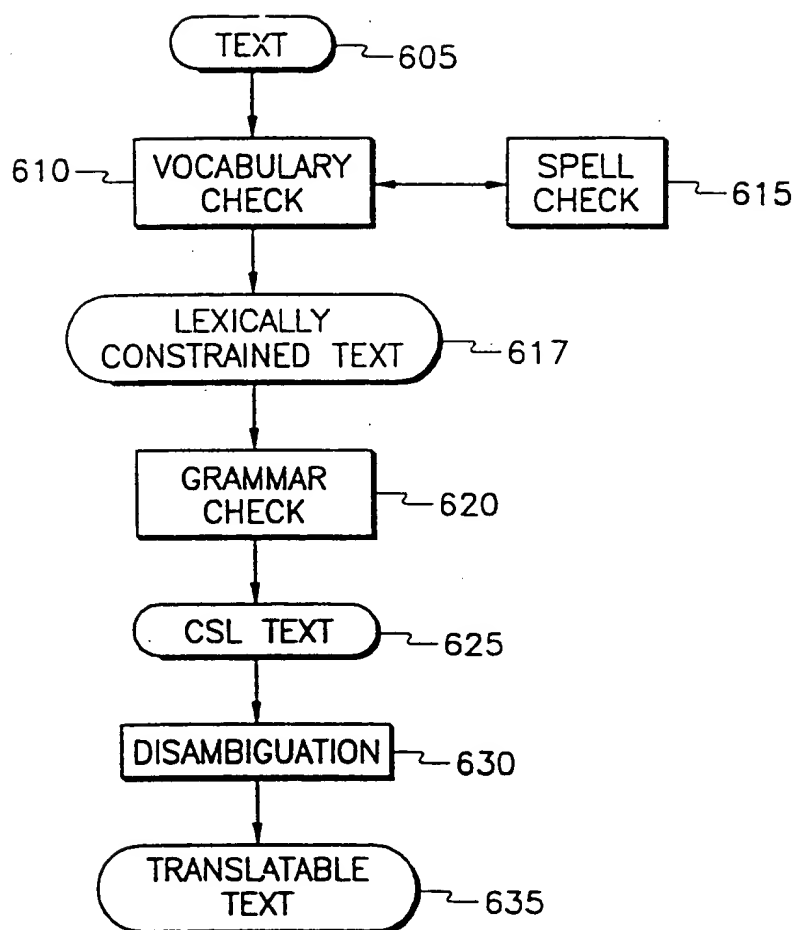 TEXT
605
610
VOCABULARY
CHECK
SPELL
CHECK
615
LEXICALLY
CONSTRAINED TEXT
617
GRAMMAR
CHECK
620
CSL TEXT
625
DISAMBIGUATION
630
TRANSLATABLE
TEXT
635